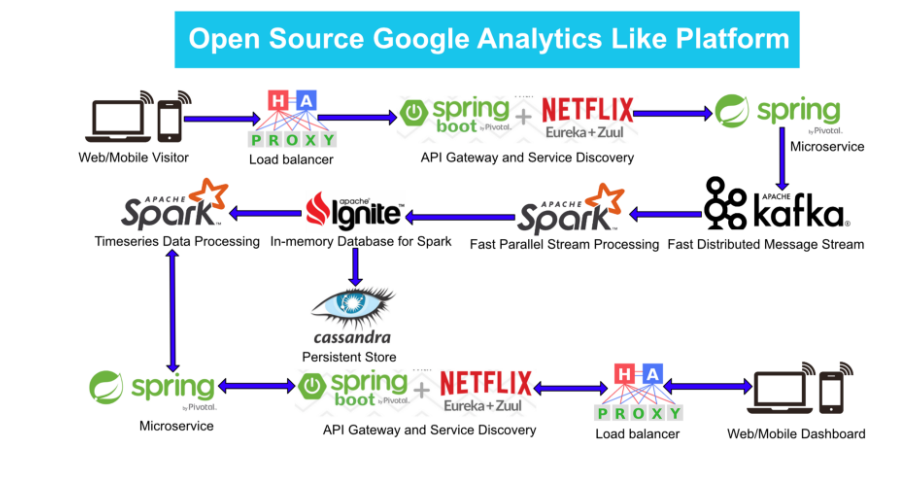 Open Source Google Analytics Like Platform
H A
PROXY
spring
boot by Pivotal.
+
NETFLIX
Eureka+Zuul
spring
by Pivotal.
Web/Mobile Visitor
Load balancer
API Gateway and Service Discovery
Microservice
APACHE
Spark™
apache
Ignite™
APACHE
Spark™
APACHE
kafka®
Timeseries Data Processing
In-memory Database for Spark
Fast Parallel Stream Processing
Fast Distributed Message Stream
cassandra
Persistent Store
spring
by Pivotal.
spring
boot by Pivotal.
+
NETFLIX
Eureka+Zuul
H A
PROXY
Microservice
API Gateway and Service Discovery
Load balancer
Web/Mobile Dashboard